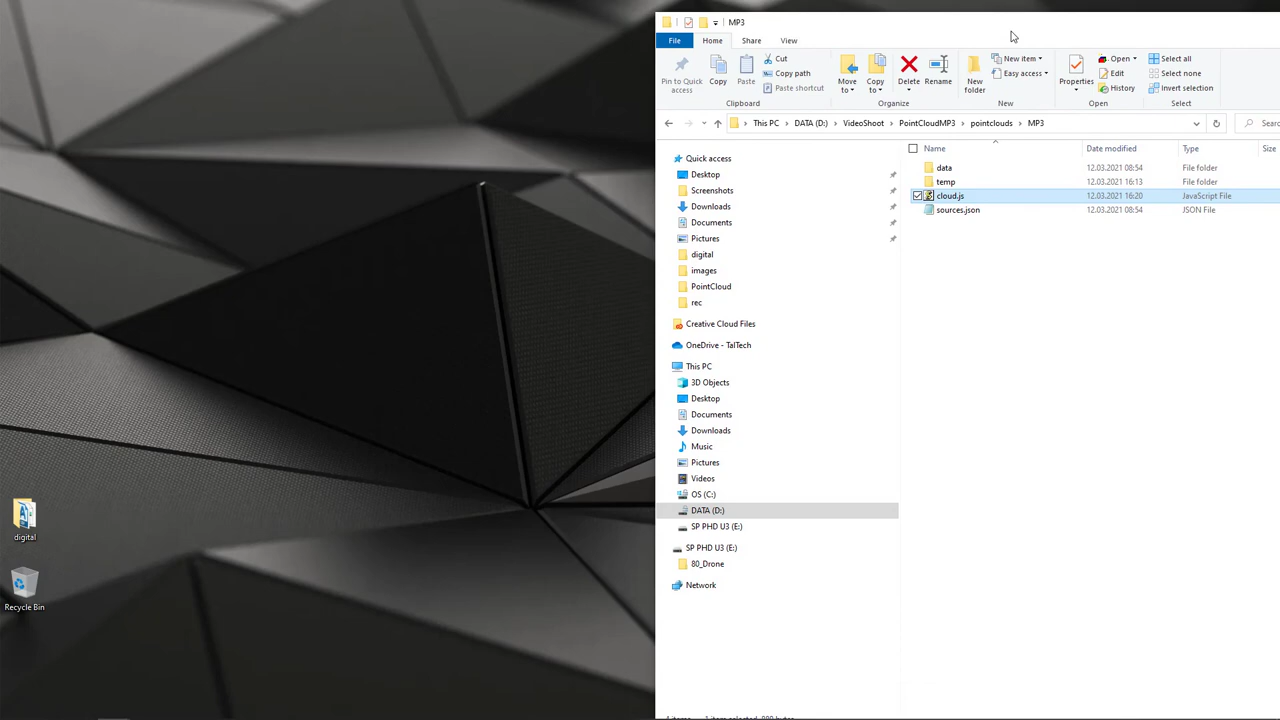 MP3
File Home Share View
Pin to Quick access
Copy
Paste
Cut
Copy path
Paste shortcut
Move to
Copy to
Delete
Rename
New folder
New item
Easy access
Properties
Open
Edit
History
Select all
Select none
Invert selection
Clipboard Organize New Open Select
This PC DATA (D:) VideoShoot PointCloudMP3 pointclouds MP3
Name Date modified Type Size
data 12.03.2021 08:54 File folder
temp 12.03.2021 16:13 File folder
cloud.js 12.03.2021 16:20 JavaScript File
sources.json 12.03.2021 08:54 JSON File
Quick access
Desktop
Screenshots
Downloads
Documents
Pictures
digital
images
PointCloud
rec
Creative Cloud Files
OneDrive - TalTech
This PC
3D Objects
Desktop
Documents
Downloads
Music
Pictures
Videos
OS (C:)
DATA (D:)
SP PHD U3 (E:)
SP PHD U3 (E:)
80_Drone
Network
digital
Recycle Bin